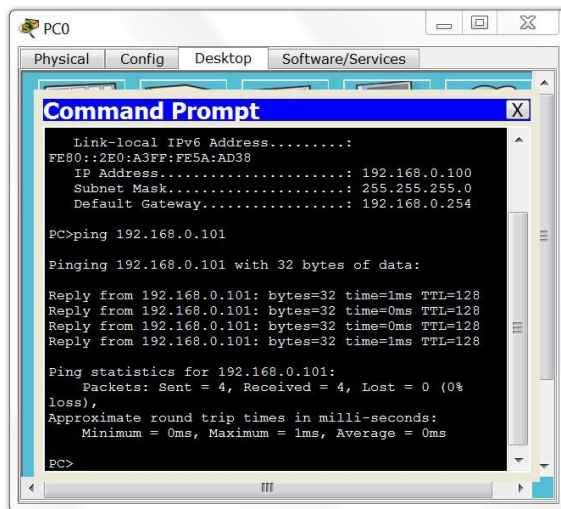 PC0
Physical Config Desktop Software/Services
Command Prompt X
Link-local IPv6 Address.........:
FE80::2E0:A3FF:FE5A:AD38
IP Address......................: 192.168.0.100
Subnet Mask.....................: 255.255.255.0
Default Gateway.................: 192.168.0.254
PC>ping 192.168.0.101
Pinging 192.168.0.101 with 32 bytes of data:
Reply from 192.168.0.101: bytes=32 time=1ms TTL=128
Reply from 192.168.0.101: bytes=32 time=0ms TTL=128
Reply from 192.168.0.101: bytes=32 time=0ms TTL=128
Reply from 192.168.0.101: bytes=32 time=1ms TTL=128
Ping statistics for 192.168.0.101:
Packets: Sent = 4, Received = 4, Lost = 0 (0%
loss),
Approximate round trip times in milli-seconds:
Minimum = 0ms, Maximum = 1ms, Average = 0ms
PC>